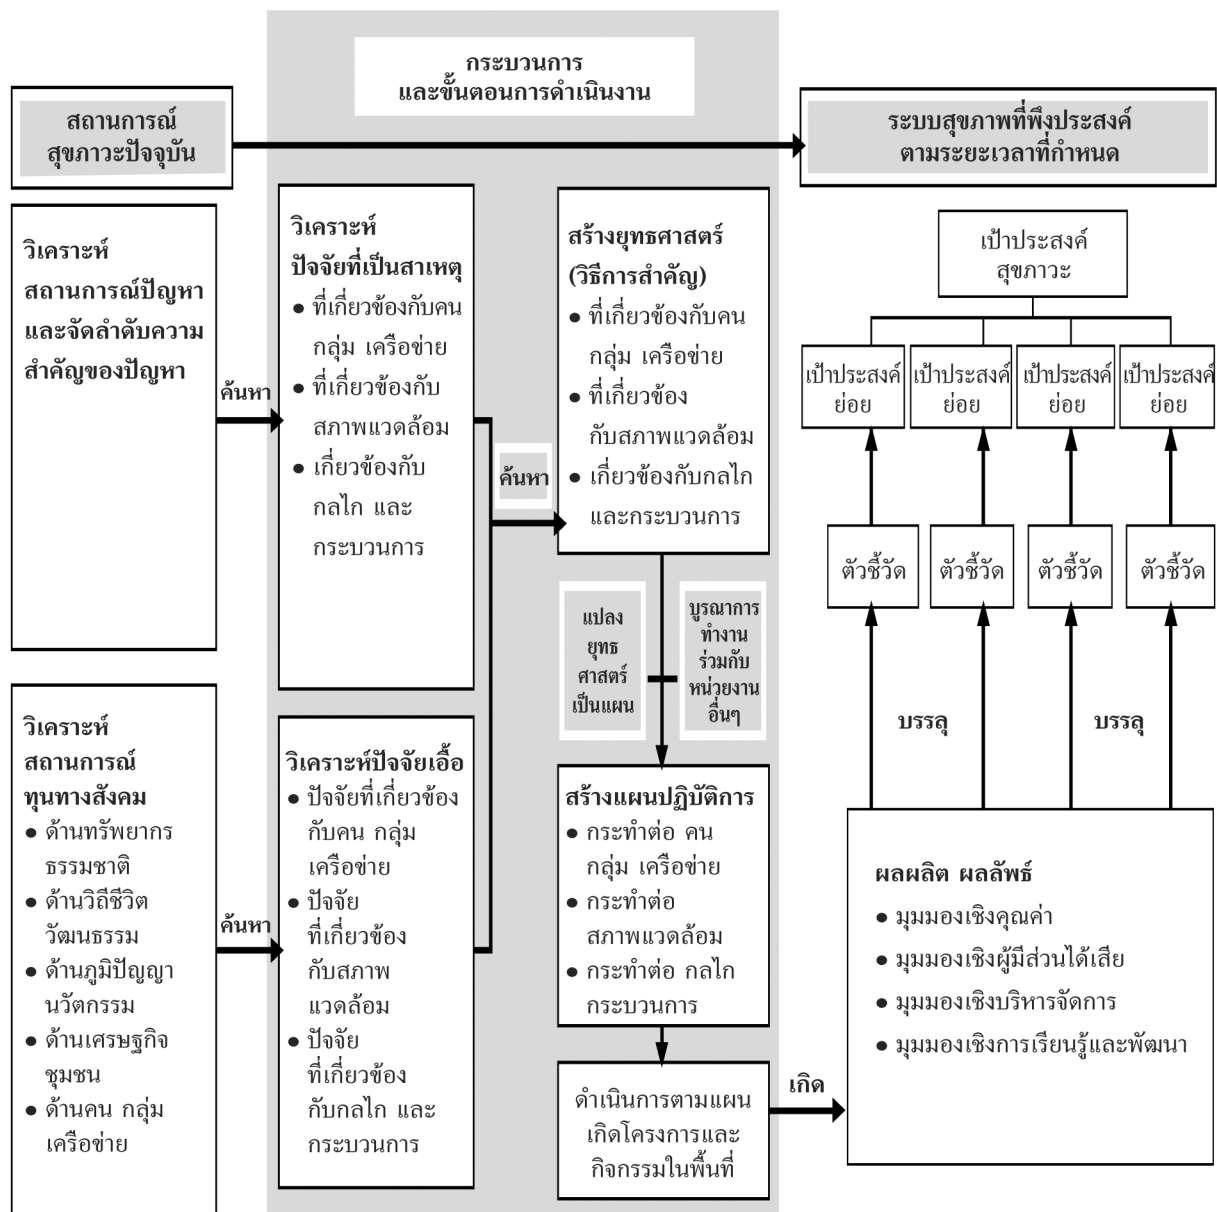 กระบวนการ
และขั้นตอนการดำเนินงาน
สถานการณ์
สุขภาวะปัจจุบัน
ระบบสุขภาพที่พึงประสงค์
ตามระยะเวลาที่กำหนด
วิเคราะห์
สถานการณ์ปัญหา
และจัดลำดับความ
สำคัญของปัญหา
ค้นหา
วิเคราะห์
ปัจจัยที่เป็นสาเหตุ
● ที่เกี่ยวข้องกับคน
กลุ่ม เครือข่าย
● ที่เกี่ยวข้องกับ
สภาพแวดล้อม
● เกี่ยวข้องกับ
กลไก และ
กระบวนการ
วิเคราะห์
สถานการณ์
ทุนทางสังคม
● ด้านทรัพยากร
ธรรมชาติ
● ด้านวิถีชีวิต
วัฒนธรรม
● ด้านภูมิปัญญา
นวัตกรรม
● ด้านเศรษฐกิจ
ชุมชน
● ด้านคน กลุ่ม
เครือข่าย
ค้นหา
วิเคราะห์ปัจจัยเอื้อ
● ปัจจัยที่เกี่ยวข้อง
กับคน กลุ่ม
เครือข่าย
● ปัจจัย
ที่เกี่ยวข้อง
กับสภาพ
แวดล้อม
● ปัจจัย
ที่เกี่ยวข้อง
กับกลไก และ
กระบวนการ
ค้นหา
สร้างยุทธศาสตร์
(วิธีการสำคัญ)
● ที่เกี่ยวข้องกับคน
กลุ่ม เครือข่าย
● ที่เกี่ยวข้อง
กับสภาพแวดล้อม
● เกี่ยวข้องกับกลไก
และกระบวนการ
แปลง
ยุทธ
ศาสตร์
เป็นแผน
บูรณาการ
ทำงาน
ร่วมกับ
หน่วยงาน
อื่นๆ
สร้างแผนปฏิบัติการ
● กระทำต่อ คน
กลุ่ม เครือข่าย
● กระทำต่อ
สภาพแวดล้อม
● กระทำต่อ กลไก
กระบวนการ
ดำเนินการตามแผน
เกิดโครงการและ
กิจกรรมในพื้นที่
เกิด
เป้าประสงค์
สุขภาวะ
เป้าประสงค์
ย่อย
เป้าประสงค์
ย่อย
เป้าประสงค์
ย่อย
เป้าประสงค์
ย่อย
ตัวชี้วัด
ตัวชี้วัด
ตัวชี้วัด
ตัวชี้วัด
บรรลุ
บรรลุ
ผลผลิต ผลลัพธ์
● มุมมองเชิงคุณค่า
● มุมมองเชิงผู้มีส่วนได้เสีย
● มุมมองเชิงบริหารจัดการ
● มุมมองเชิงการเรียนรู้และพัฒนา